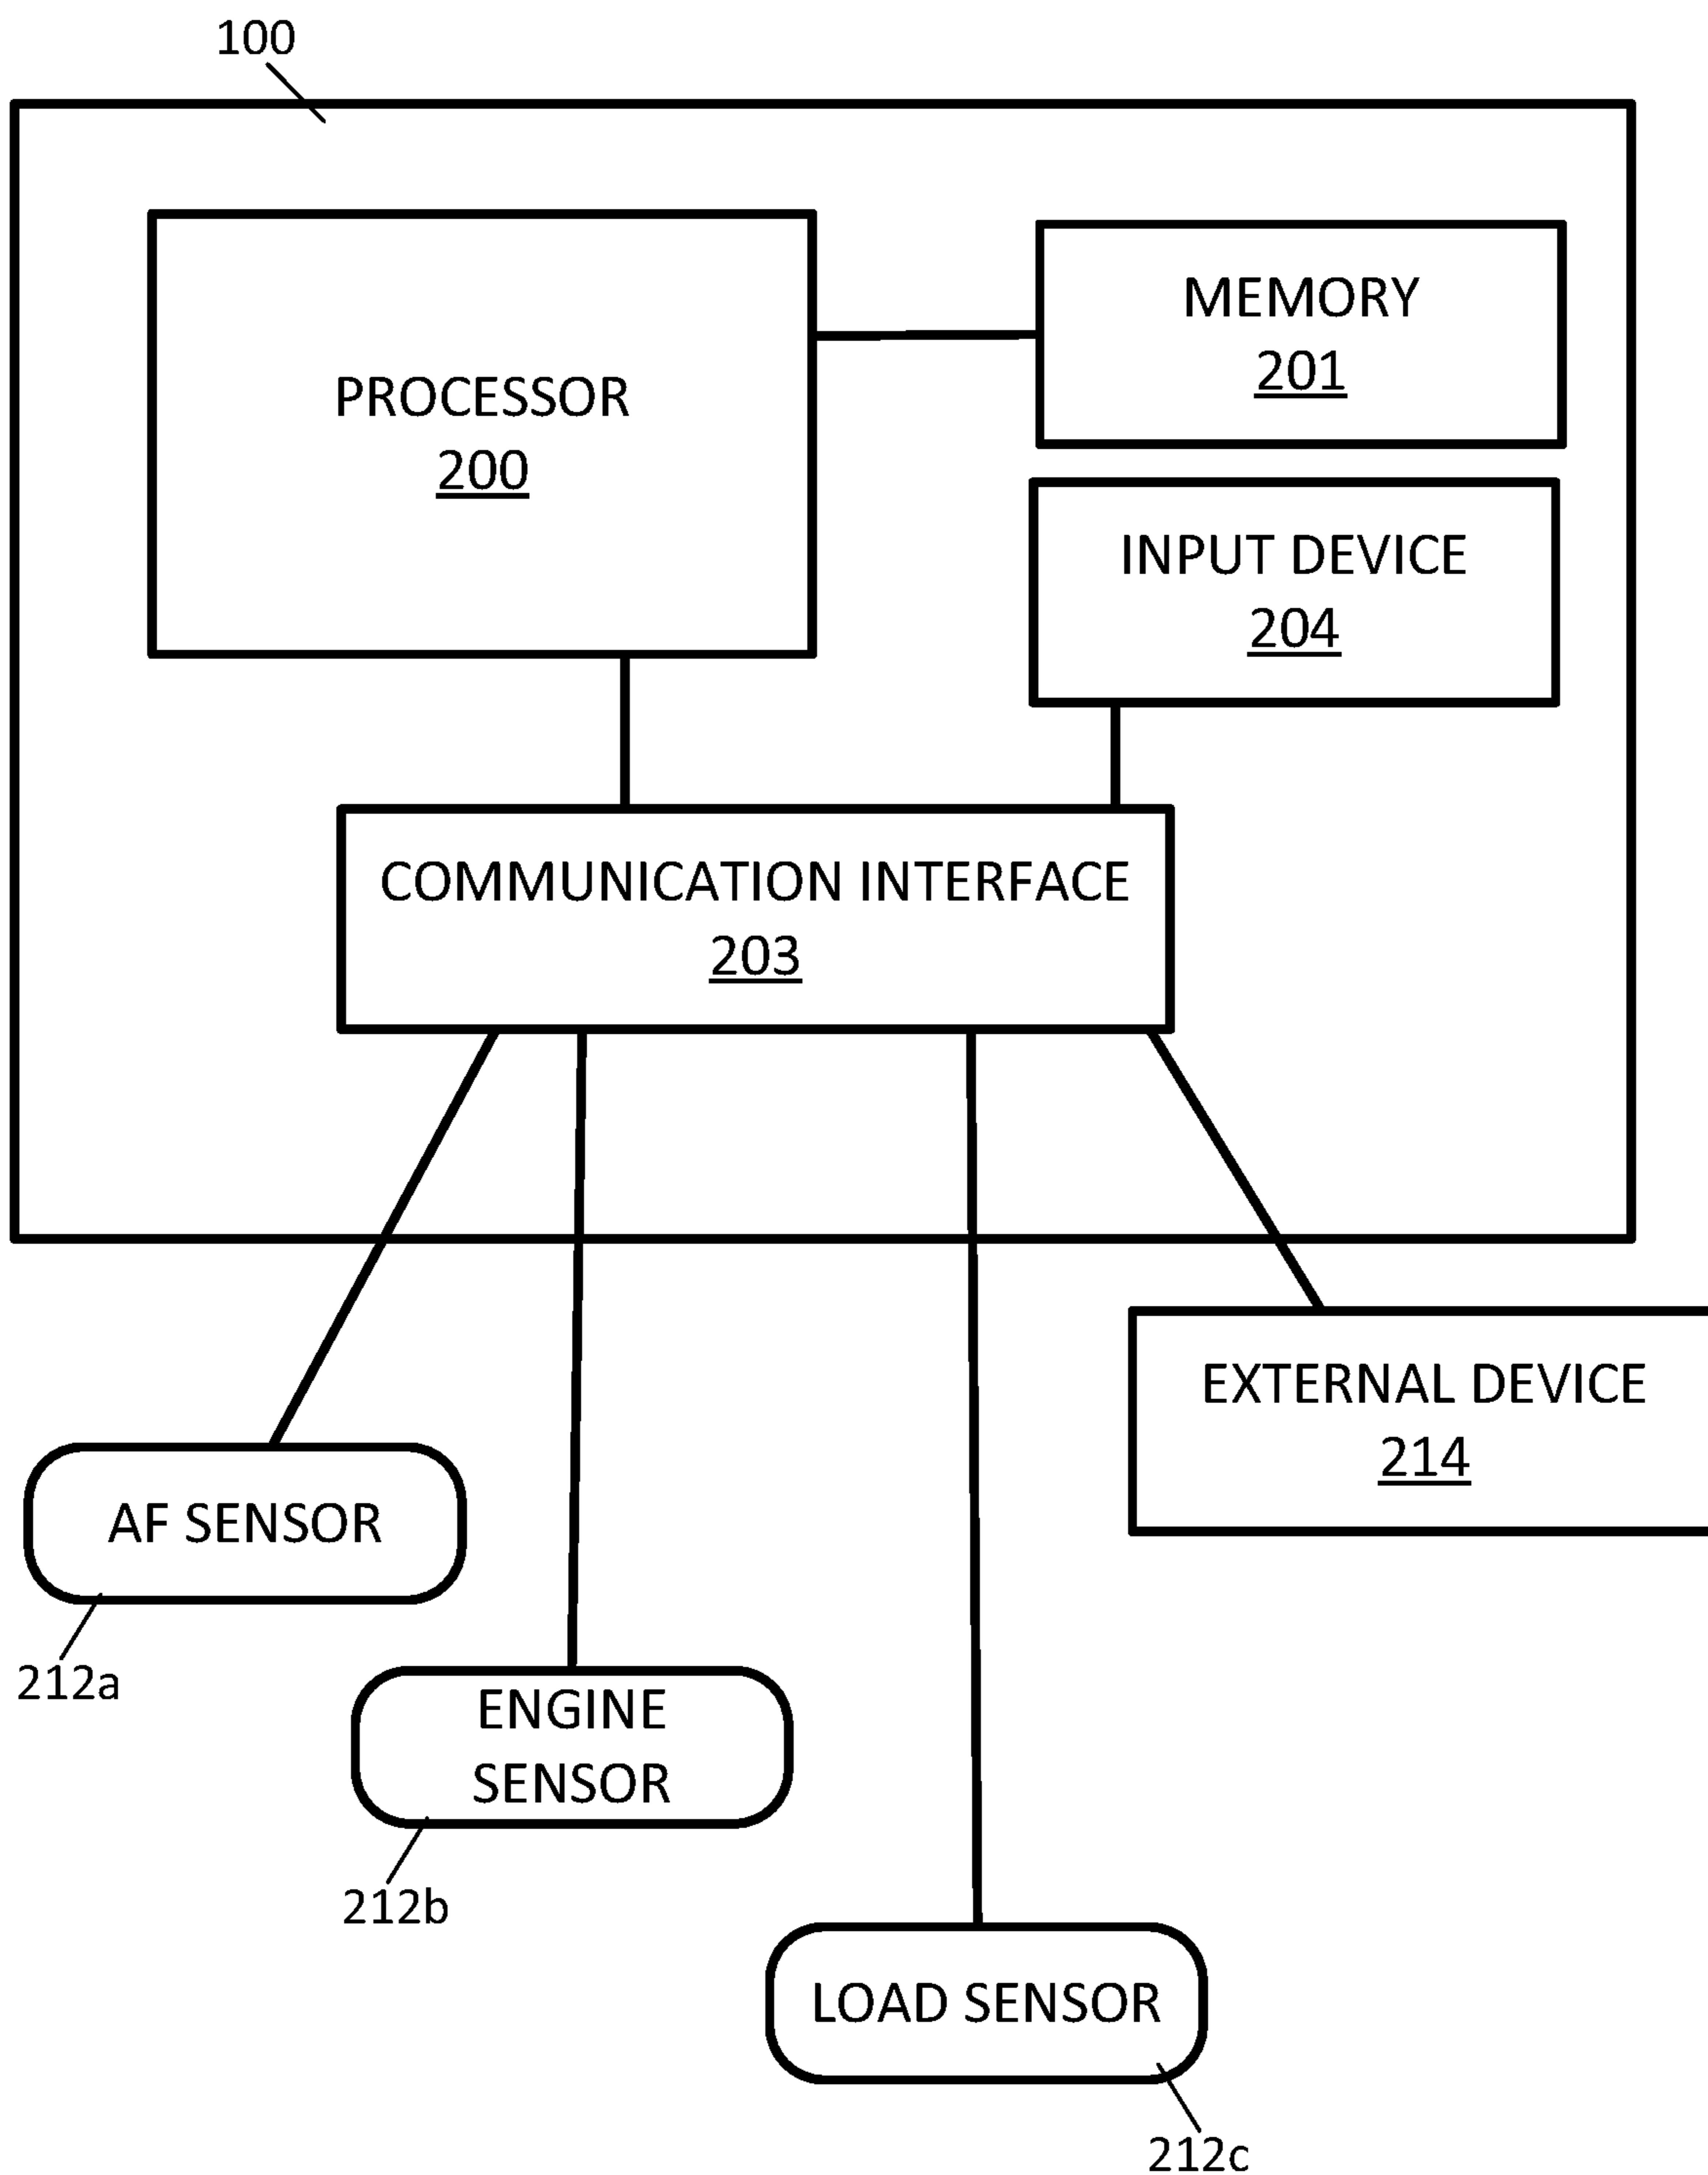 100
PROCESSOR
200
MEMORY
201
INPUT DEVICE
204
COMMUNICATION INTERFACE
203
EXTERNAL DEVICE
214
AF SENSOR
212a
ENGINE
SENSOR
212b
LOAD SENSOR
212c